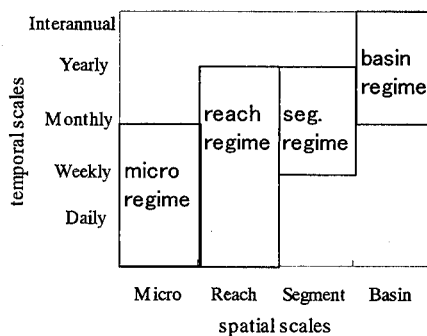 Interannual
Yearly
Monthly
Weekly
Daily
temporal scales
basin
regime
reach
regime
seg.
regime
micro
regime
Micro
Reach
Segment
Basin
spatial scales